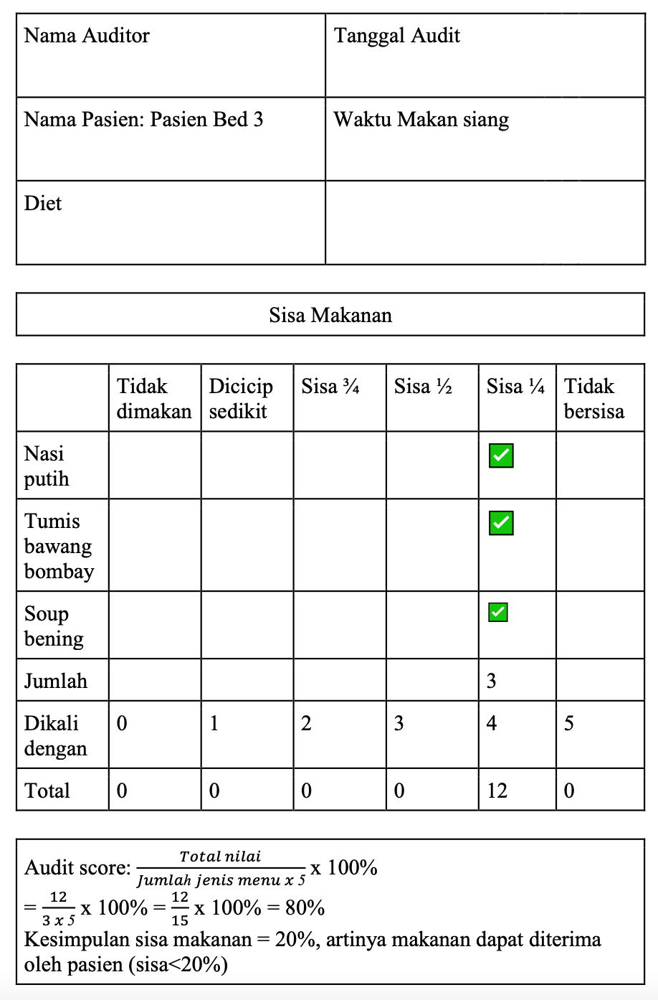 Nama Auditor
Tanggal Audit
Nama Pasien: Pasien Bed 3
Waktu Makan siang
Diet
Sisa Makanan
Tidak dimakan
Dicicip sedikit
Sisa ¾
Sisa ½
Sisa ¼
Tidak bersisa
Nasi putih
✅
Tumis bawang bombay
✅
Soup bening
✅
Jumlah 3
Dikali dengan 0 1 2 3 4 5
Total 0 0 0 0 12 0
Audit score: Total nilai / Jumlah jenis menu x 5 x 100%
= 12 / 3 x 5 x 100% = 12 / 15 x 100% = 80%
Kesimpulan sisa makanan = 20%, artinya makanan dapat diterima
oleh pasien (sisa<20%)